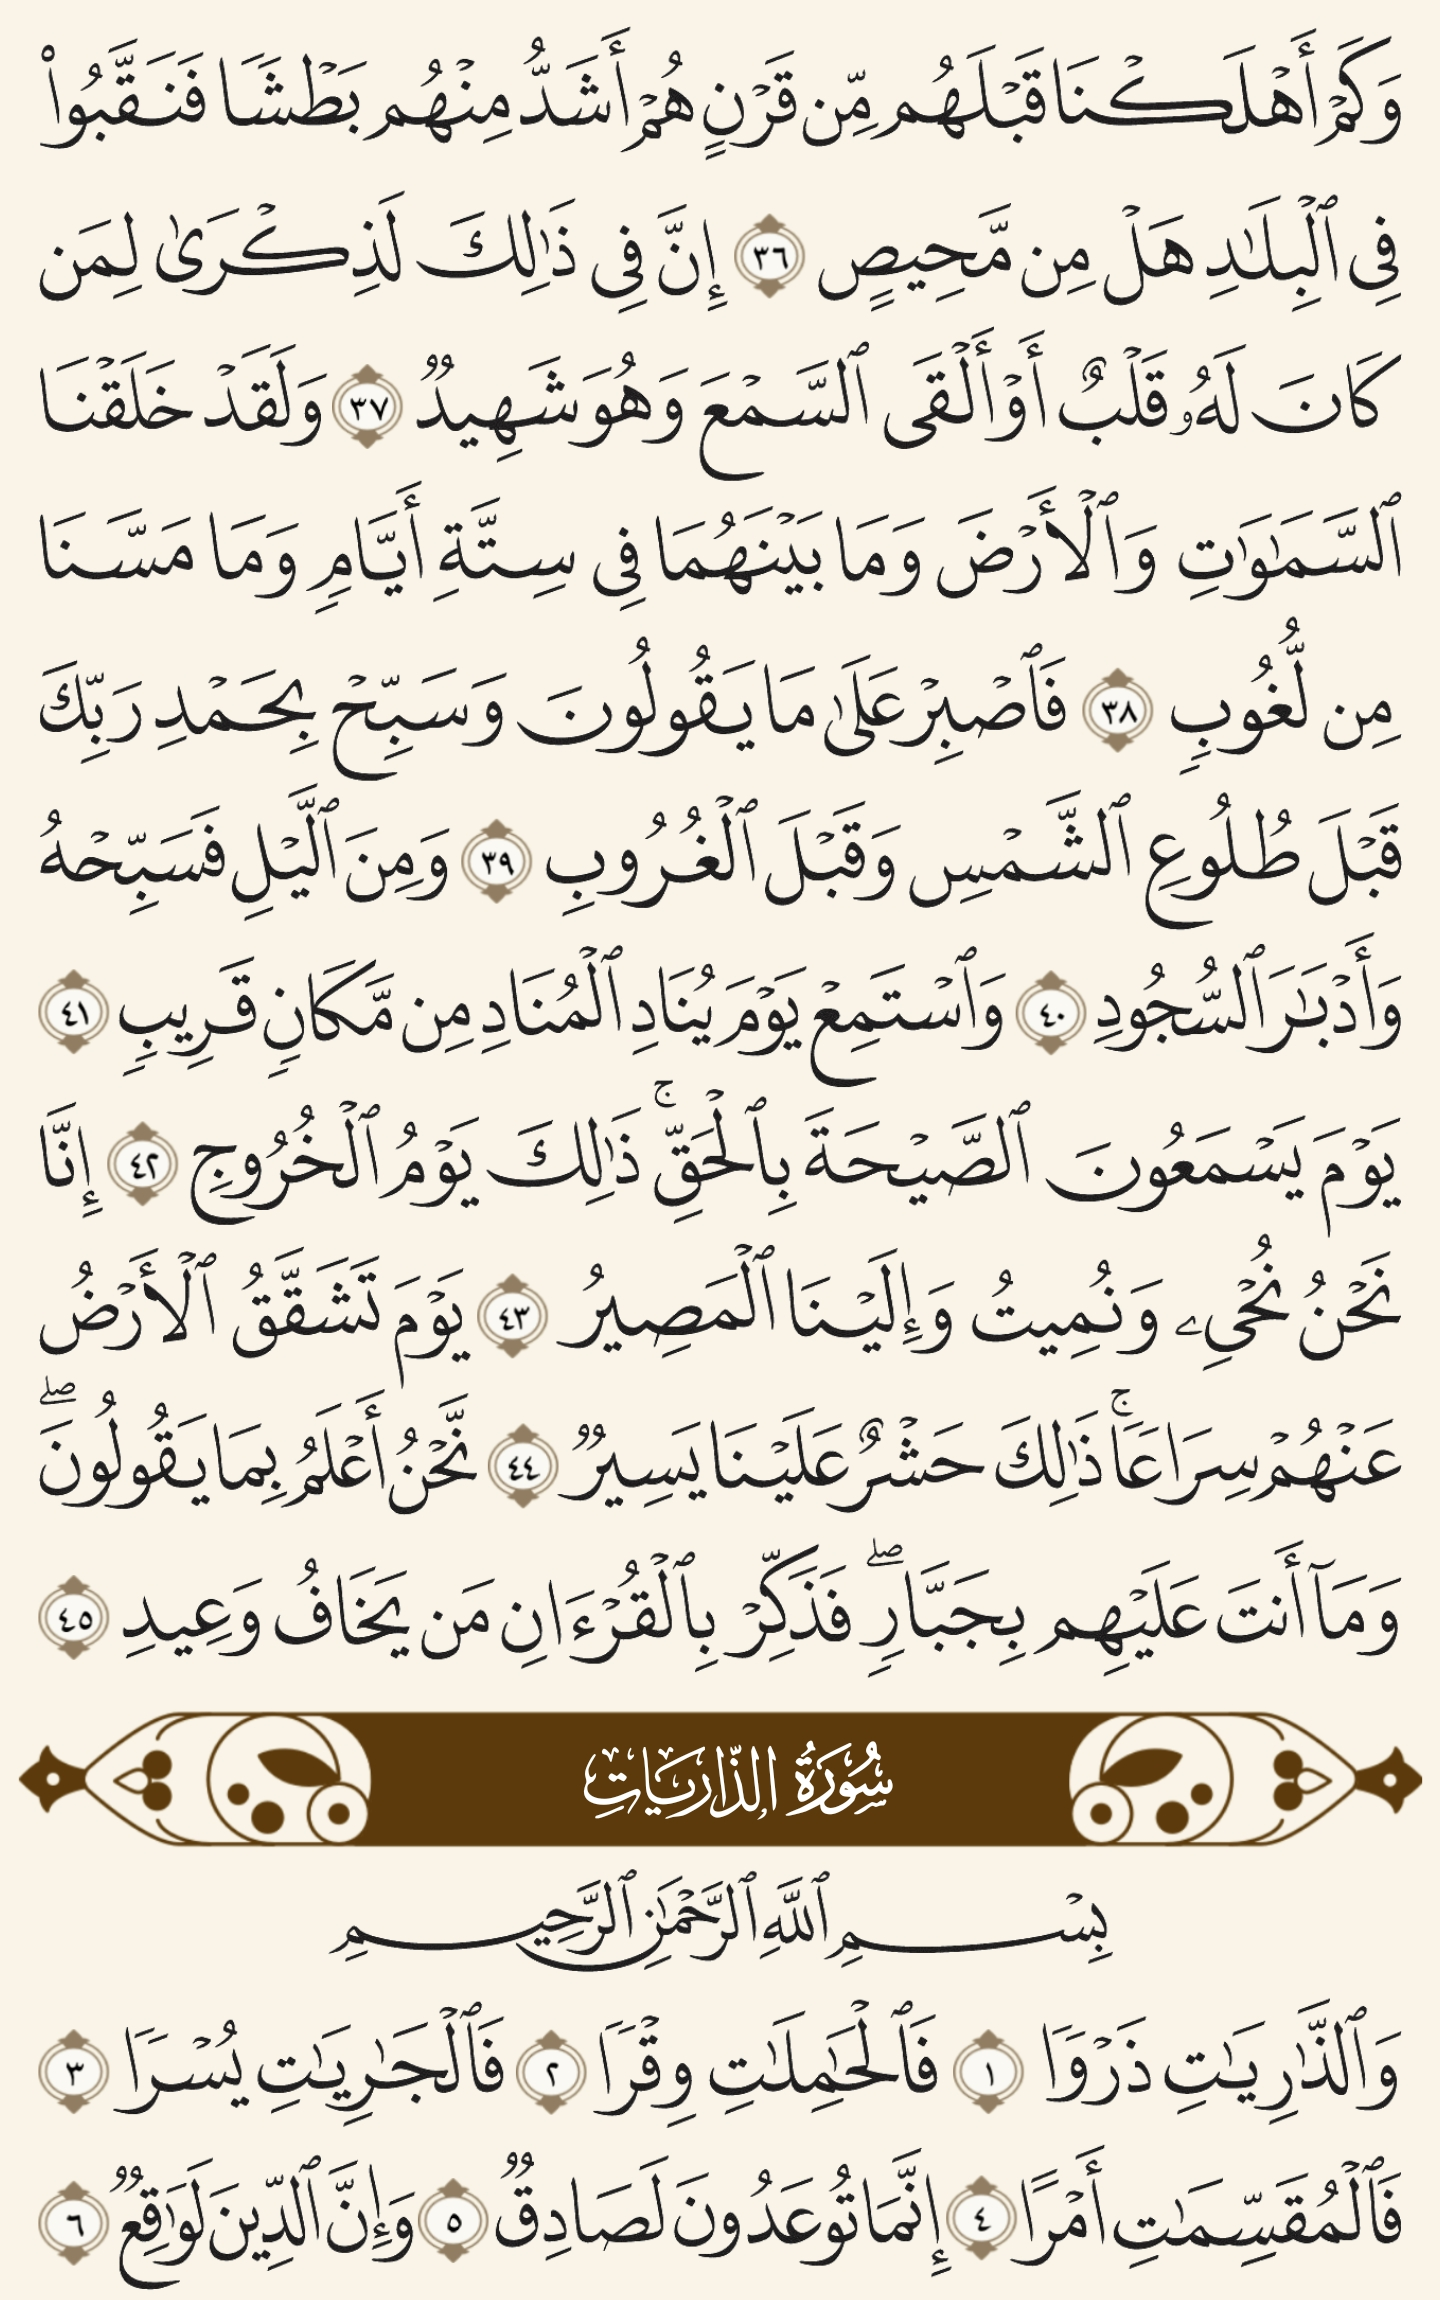 وَكَمْ أَهْلَكْنَا قَبْلَهُم مِّن قَرْنٍ هُمْ أَشَدُّ مِنْهُم بَطْشًا فَنَقَّبُوا۟
فِى ٱلْبِلَـٰدِ هَلْ مِن مَّحِيصٍ ٣٦ إِنَّ فِى ذَٰلِكَ لَذِكْرَىٰ لِمَن
كَانَ لَهُۥ قَلْبٌ أَوْ أَلْقَى ٱلسَّمْعَ وَهُوَ شَهِيدٌ ٣٧ وَلَقَدْ خَلَقْنَا
ٱلسَّمَـٰوَٰتِ وَٱلْأَرْضَ وَمَا بَيْنَهُمَا فِى سِتَّةِ أَيَّامٍ وَمَا مَسَّنَا
مِن لُّغُوبٍ ٣٨ فَٱصْبِرْ عَلَىٰ مَا يَقُولُونَ وَسَبِّحْ بِحَمْدِ رَبِّكَ
قَبْلَ طُلُوعِ ٱلشَّمْسِ وَقَبْلَ ٱلْغُرُوبِ ٣٩ وَمِنَ ٱلَّيْلِ فَسَبِّحْهُ
وَأَدْبَـٰرَ ٱلسُّجُودِ ٤٠ وَٱسْتَمِعْ يَوْمَ يُنَادِ ٱلْمُنَادِ مِن مَّكَانٍ قَرِيبٍ ٤١
يَوْمَ يَسْمَعُونَ ٱلصَّيْحَةَ بِٱلْحَقِّ ۚ ذَٰلِكَ يَوْمُ ٱلْخُرُوجِ ٤٢ إِنَّا
نَحْنُ نُحْىِۦ وَنُمِيتُ وَإِلَيْنَا ٱلْمَصِيرُ ٤٣ يَوْمَ تَشَقَّقُ ٱلْأَرْضُ
عَنْهُمْ سِرَاعًا ۚ ذَٰلِكَ حَشْرٌ عَلَيْنَا يَسِيرٌ ٤٤ نَّحْنُ أَعْلَمُ بِمَا يَقُولُونَ ۖ
وَمَآ أَنتَ عَلَيْهِم بِجَبَّارٍ ۖ فَذَكِّرْ بِٱلْقُرْءَانِ مَن يَخَافُ وَعِيدِ ٤٥
سُورَةُ الذَّارِيَاتِ
بِسْمِ ٱللَّهِ ٱلرَّحْمَـٰنِ ٱلرَّحِيمِ
وَٱلذَّٰرِيَـٰتِ ذَرْوًا ١ فَٱلْحَـٰمِلَـٰتِ وِقْرًا ٢ فَٱلْجَـٰرِيَـٰتِ يُسْرًا ٣
فَٱلْمُقَسِّمَـٰتِ أَمْرًا ٤ إِنَّمَا تُوعَدُونَ لَصَادِقٌ ٥ وَإِنَّ ٱلدِّينَ لَوَٰقِعٌ ٦